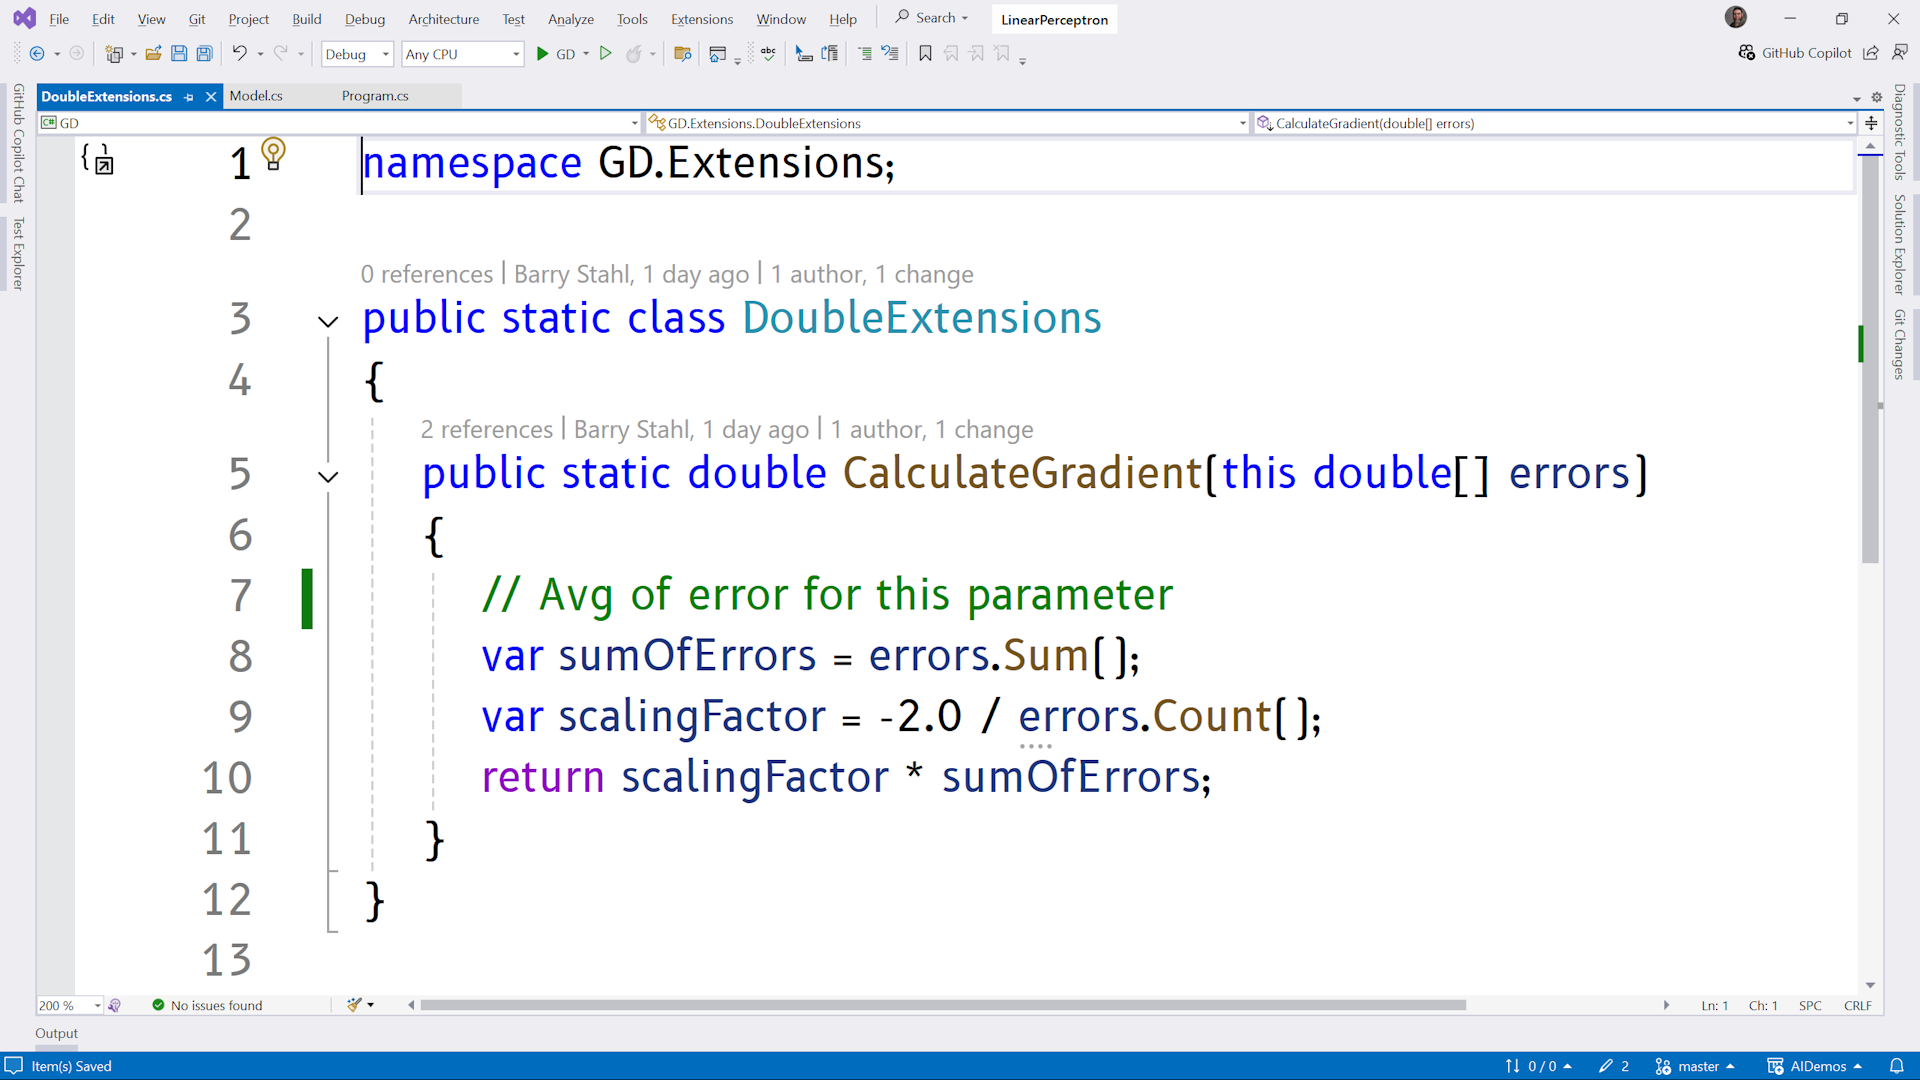 File Edit View Git Project Build Debug Architecture Test Analyze Tools Extensions Window Help Search LinearPerceptron
Debug Any CPU GD abc GitHub Copilot
DoubleExtensions.cs Model.cs Program.cs
C# GD GD.Extensions.DoubleExtensions CalculateGradient(double[] errors)
GitHub Copilot Chat
Test Explorer
1 namespace GD.Extensions;
2
0 references | Barry Stahl, 1 day ago | 1 author, 1 change
3 public static class DoubleExtensions
4 {
2 references | Barry Stahl, 1 day ago | 1 author, 1 change
5 public static double CalculateGradient(this double[] errors)
6 {
7 // Avg of error for this parameter
8 var sumOfErrors = errors.Sum();
9 var scalingFactor = -2.0 / errors.Count();
10 return scalingFactor * sumOfErrors;
11 }
12 }
13
Diagnostic Tools
Solution Explorer
Git Changes
200 % No issues found Ln: 1 Ch: 1 SPC CRLF
Output
Item(s) Saved 0 / 0 2 master AIDemos